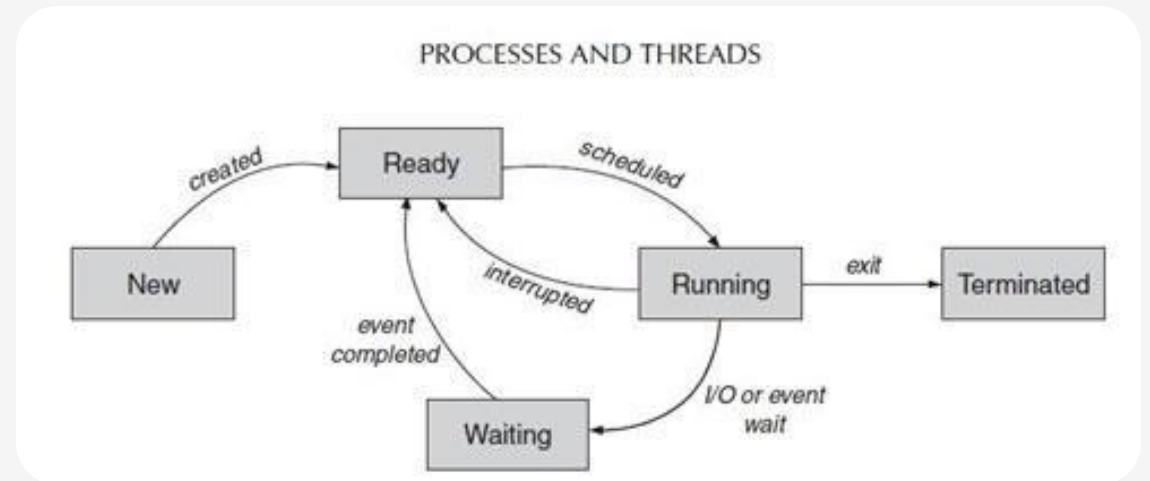 PROCESSES AND THREADS
created
Ready
scheduled
New
interrupted
Running
exit
Terminated
event
completed
I/O or event
wait
Waiting